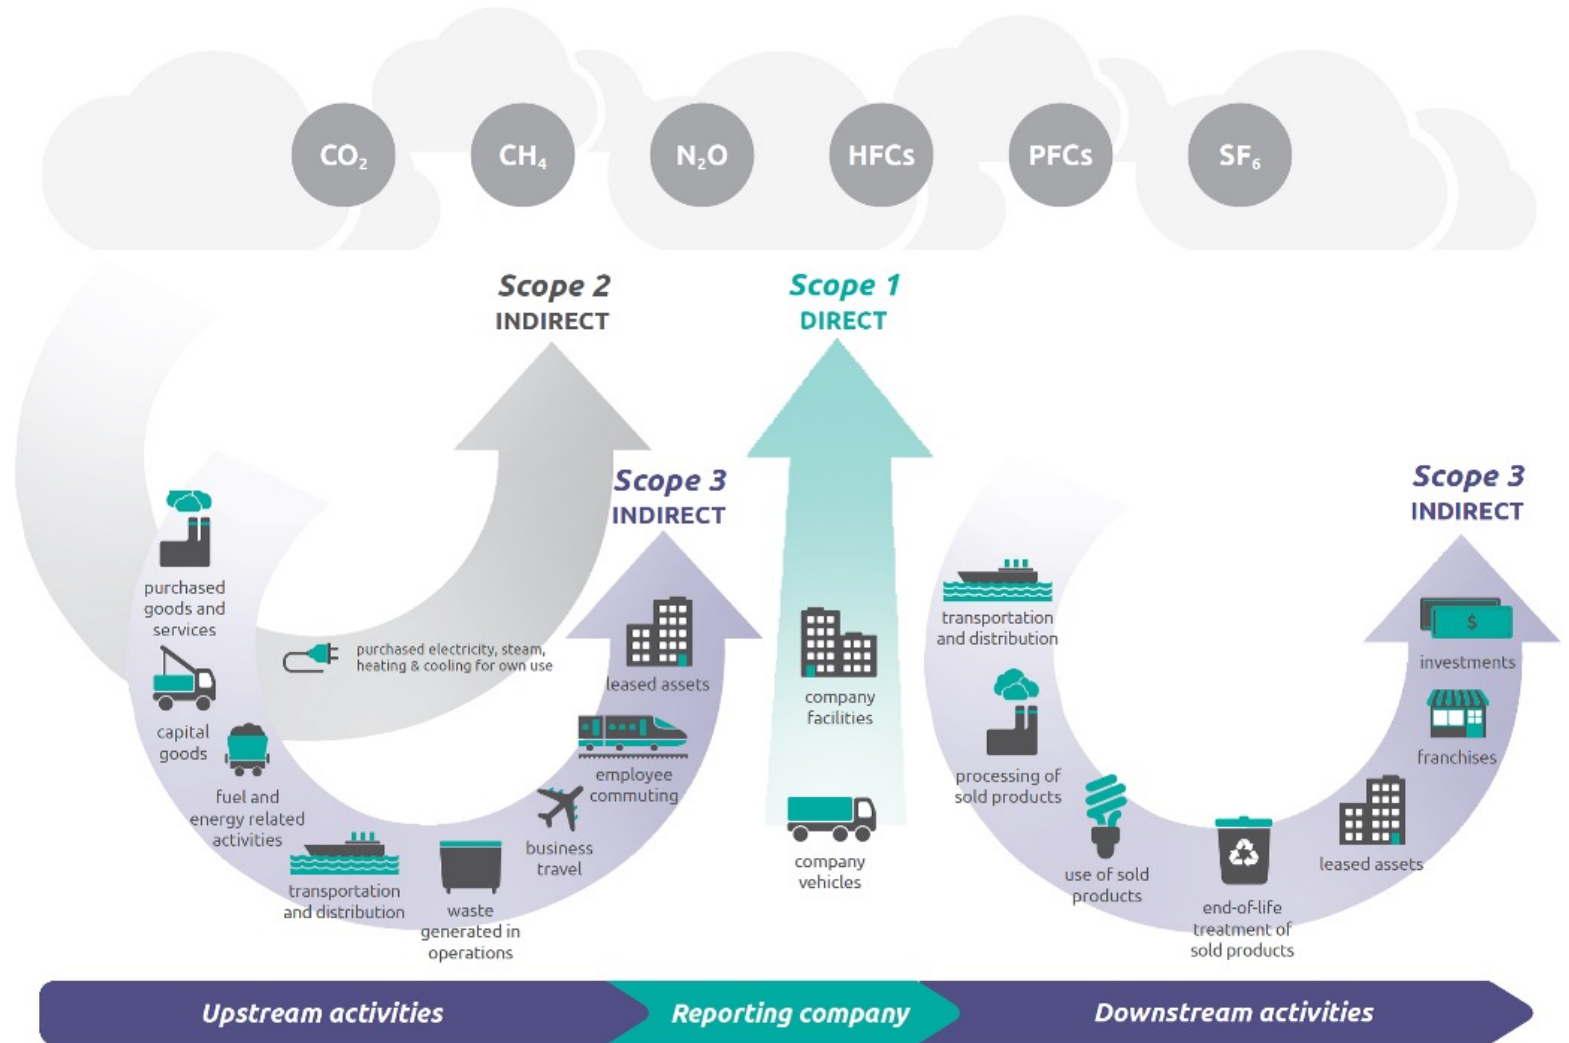 CO₂
CH₄
N₂O
HFCs
PFCs
SF₆
Scope 2
INDIRECT
Scope 1
DIRECT
Scope 3
INDIRECT
Scope 3
INDIRECT
purchased
goods and
services
capital
goods
fuel and
energy related
activities
transportation
and distribution
waste
generated in
operations
business
travel
employee
commuting
leased assets
purchased electricity, steam,
heating & cooling for own use
company
facilities
company
vehicles
transportation
and distribution
processing of
sold products
use of sold
products
end-of-life
treatment of
sold products
leased assets
franchises
investments
$
Upstream activities
Reporting company
Downstream activities